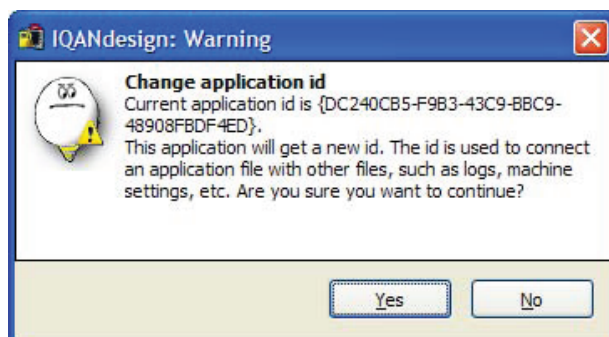 IQANdesign: Warning
Change application id
Current application id is {DC240CB5-F9B3-43C9-BBC9-
48908FBDF4ED}.
This application will get a new id. The id is used to connect
an application file with other files, such as logs, machine
settings, etc. Are you sure you want to continue?
Yes
No